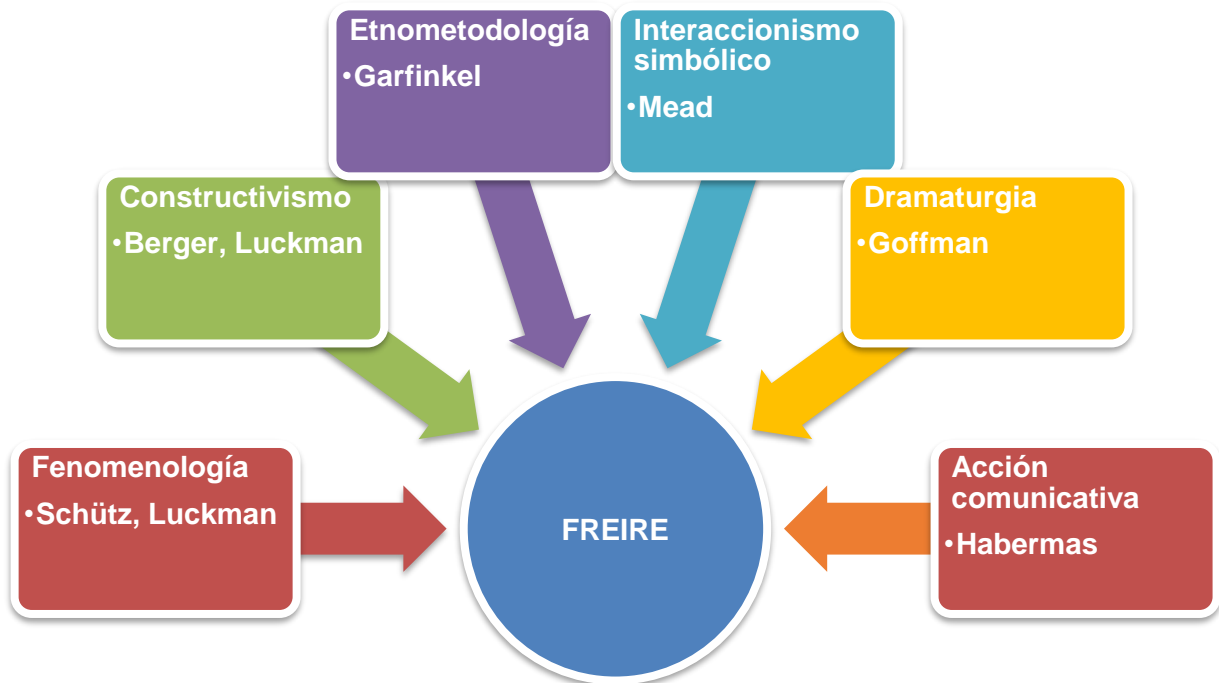 Etnometodología
•Garfinkel
Interaccionismo
simbólico
•Mead
Constructivismo
•Berger, Luckman
Dramaturgia
•Goffman
Fenomenología
•Schütz, Luckman
Acción
comunicativa
•Habermas
FREIRE